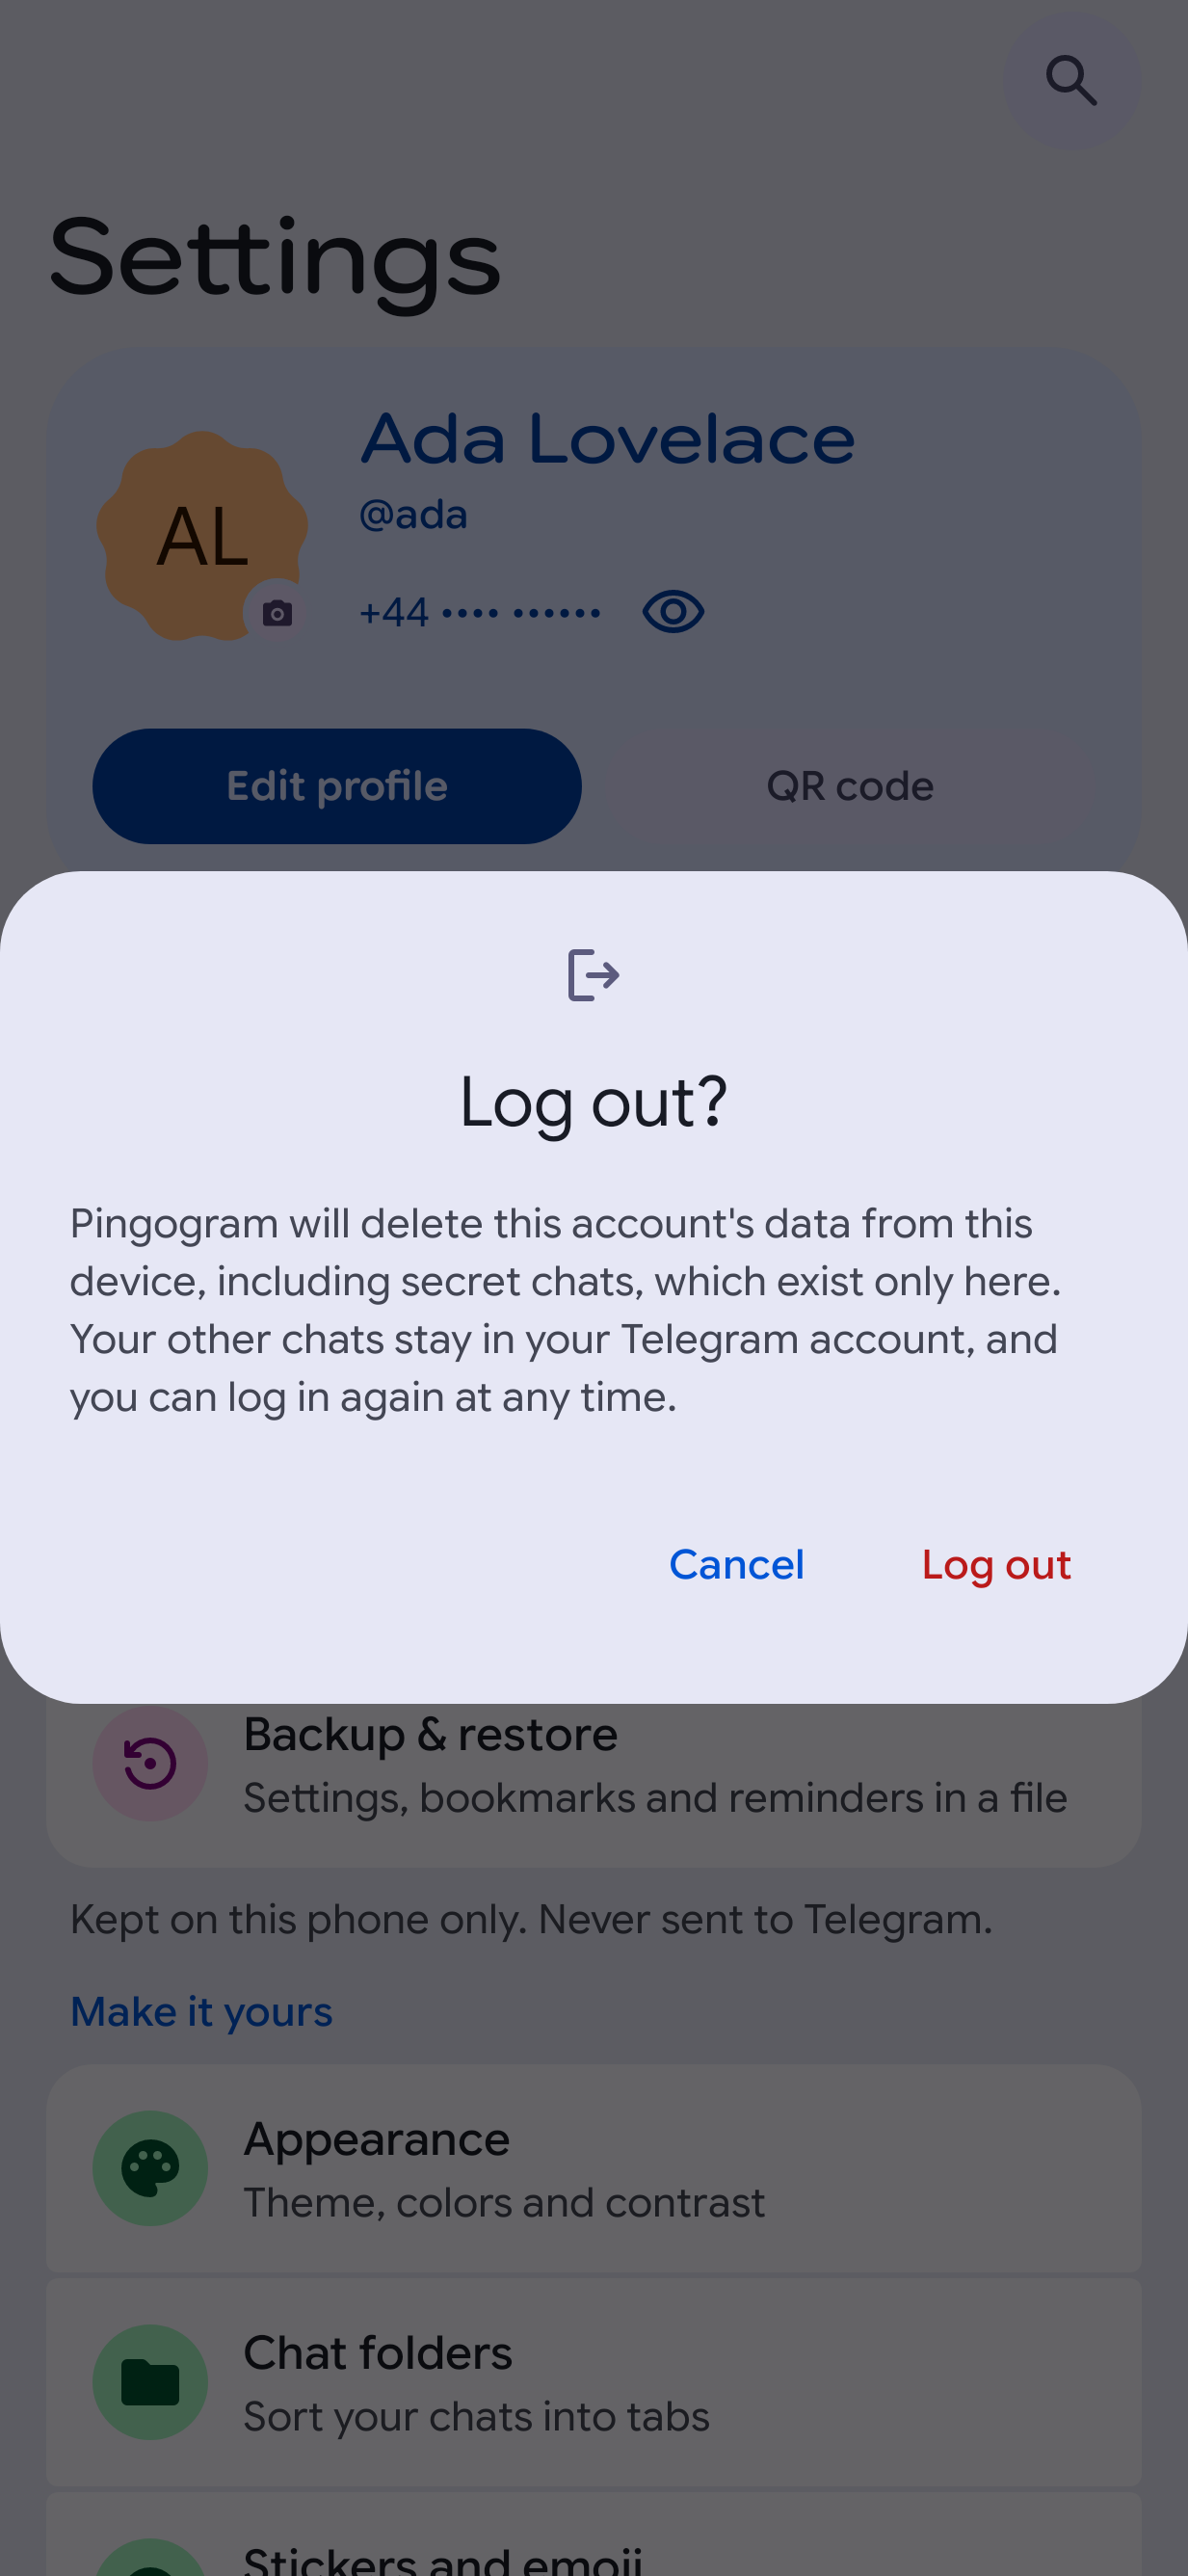 Settings
AL
Ada Lovelace
@ada
+44 •••• ••••••
Edit profile
QR code
Log out?
Pingogram will delete this account's data from this
device, including secret chats, which exist only here.
Your other chats stay in your Telegram account, and
you can log in again at any time.
Cancel
Log out
Backup & restore
Settings, bookmarks and reminders in a file
Kept on this phone only. Never sent to Telegram.
Make it yours
Appearance
Theme, colors and contrast
Chat folders
Sort your chats into tabs
Stickers and emoji